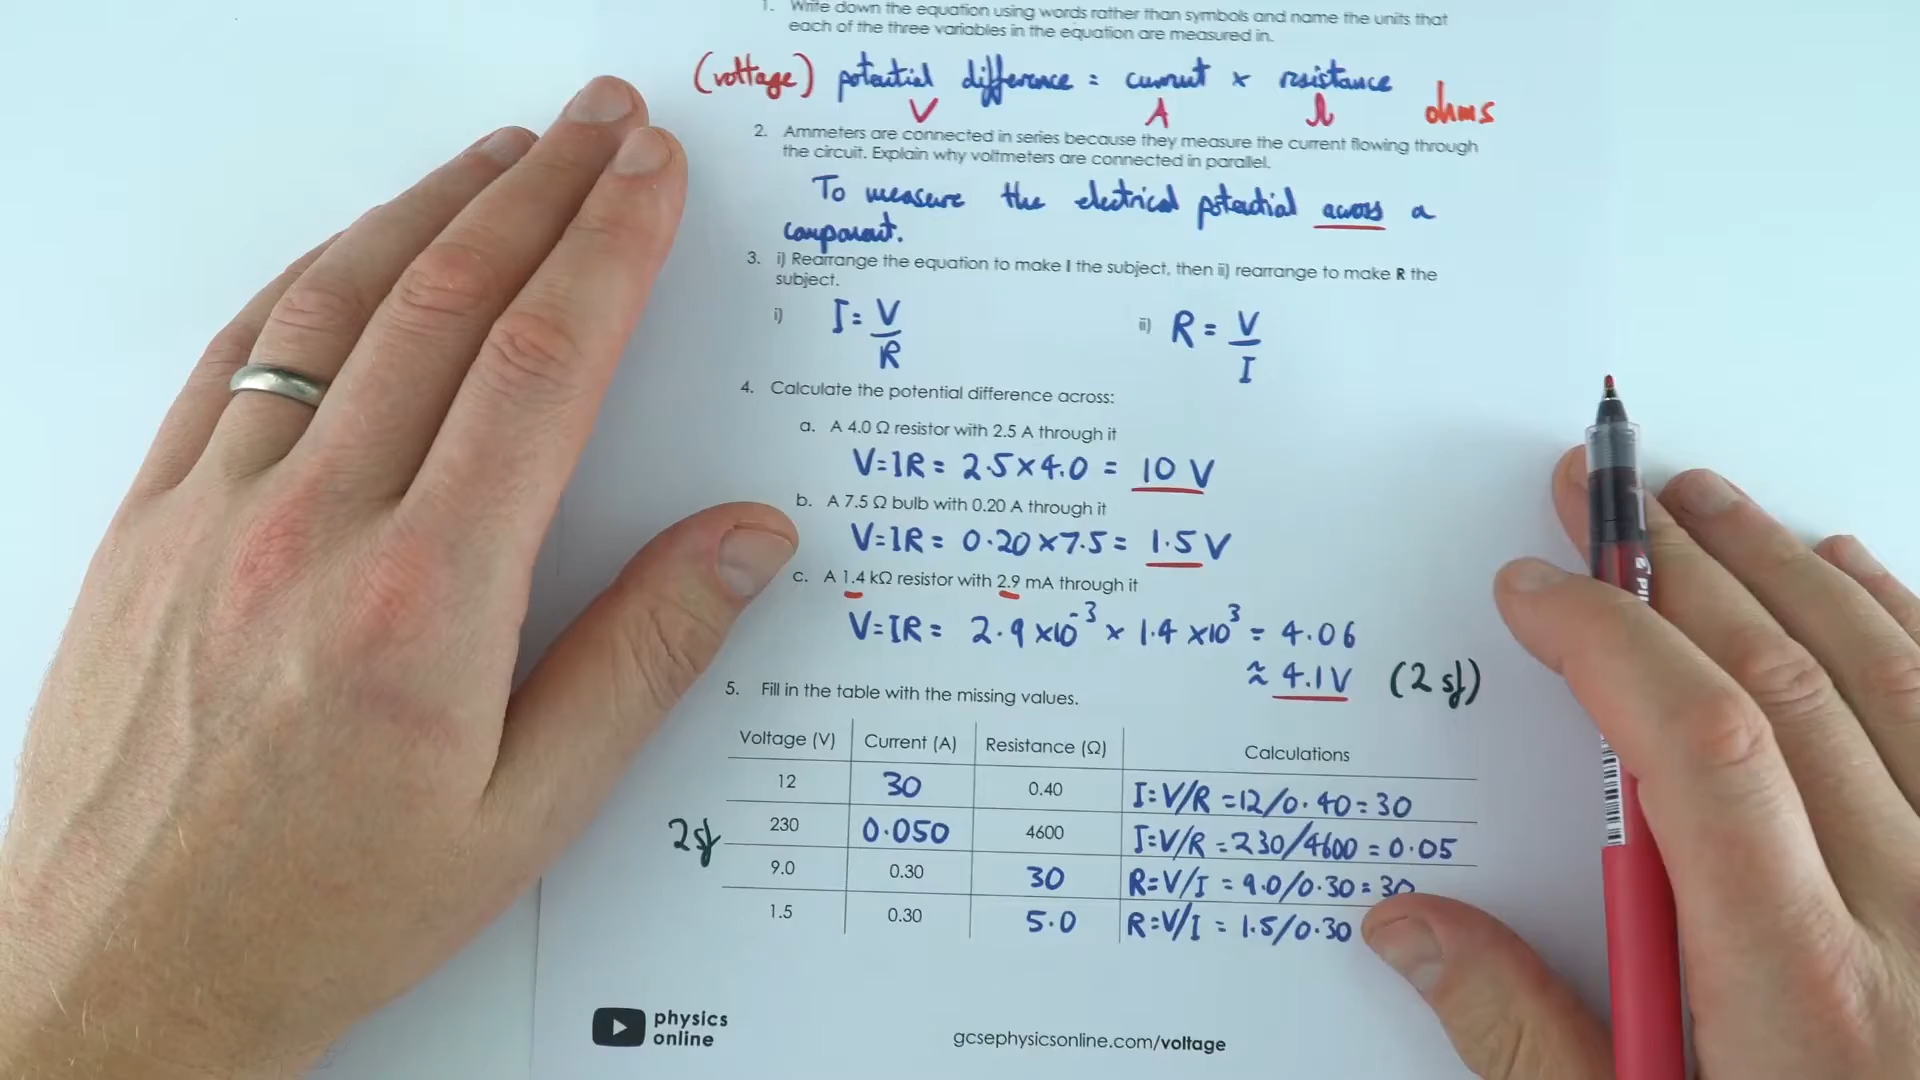 1. Write down the equation using words rather than symbols and name the units that
each of the three variables in the equation are measured in.
(voltage) potential difference = current x resistance
V A Ω ohms
2. Ammeters are connected in series because they measure the current flowing through
the circuit. Explain why voltmeters are connected in parallel.
To measure the electrical potential across a
component.
3. i) Rearrange the equation to make I the subject, then ii) rearrange to make R the
subject.
i) I = V/R ii) R = V/I
4. Calculate the potential difference across:
a. A 4.0 Ω resistor with 2.5 A through it
V=IR = 2.5 × 4.0 = 10 V
b. A 7.5 Ω bulb with 0.20 A through it
V=IR = 0.20 × 7.5 = 1.5 V
c. A 1.4 kΩ resistor with 2.9 mA through it
V=IR = 2.9 ×10⁻³ × 1.4 ×10³ = 4.06
≈ 4.1V (2 sf)
5. Fill in the table with the missing values.
Voltage (V) Current (A) Resistance (Ω) Calculations
12 30 0.40 I=V/R = 12/0.40 = 30
2sf 230 0.050 4600 I=V/R = 230/4600 = 0.05
9.0 0.30 30 R=V/I = 9.0/0.30 = 30
1.5 0.30 5.0 R=V/I = 1.5/0.30
physics
online
gcsephysicsonline.com/voltage